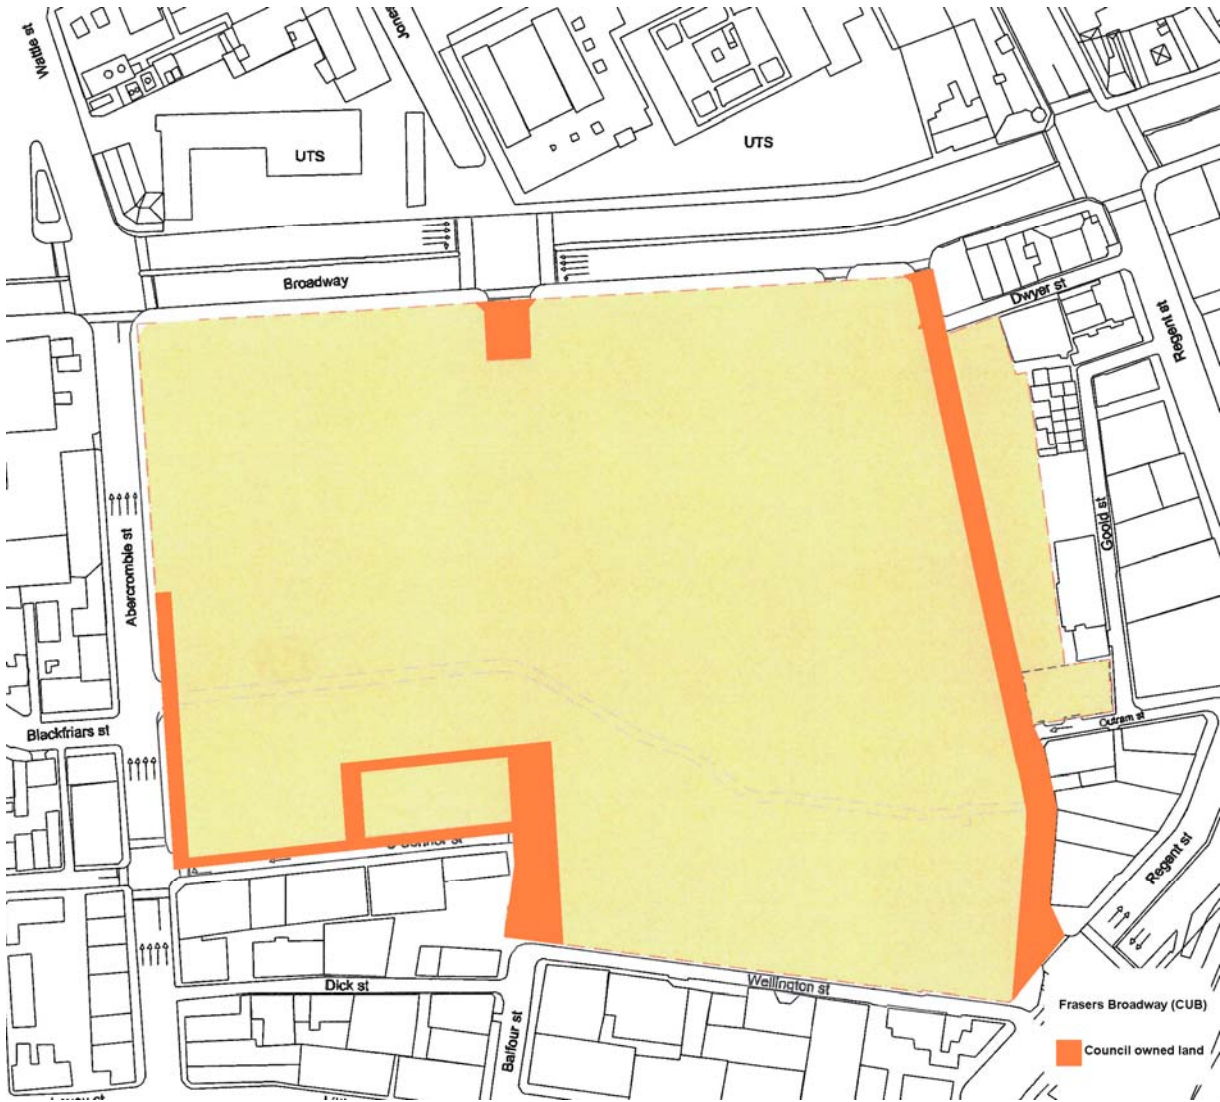 Wattle st
Jones
UTS
UTS
Broadway
Dwyer st
Regent st
Abercrombie st
Goold st
Blackfriars st
Outram st
Regent st
Dick st
Wellington st
Balfour st
Frasers Broadway (CUB)
Council owned land